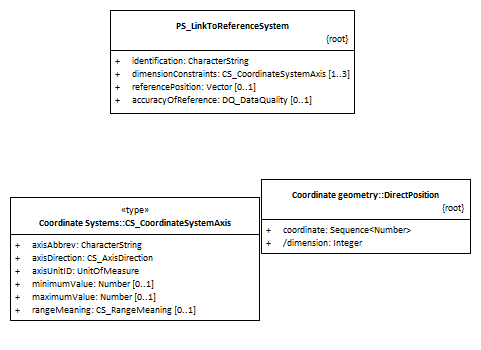 PS_LinkToReferenceSystem
{root}
+ identification: CharacterString
+ dimensionConstraints: CS_CoordinateSystemAxis [1..3]
+ referencePosition: Vector [0..1]
+ accuracyOfReference: DQ_DataQuality [0..1]
«type»
Coordinate Systems::CS_CoordinateSystemAxis
+ axisAbbrev: CharacterString
+ axisDirection: CS_AxisDirection
+ axisUnitID: UnitOfMeasure
+ minimumValue: Number [0..1]
+ maximumValue: Number [0..1]
+ rangeMeaning: CS_RangeMeaning [0..1]
Coordinate geometry::DirectPosition
{root}
+ coordinate: Sequence<Number>
+ /dimension: Integer